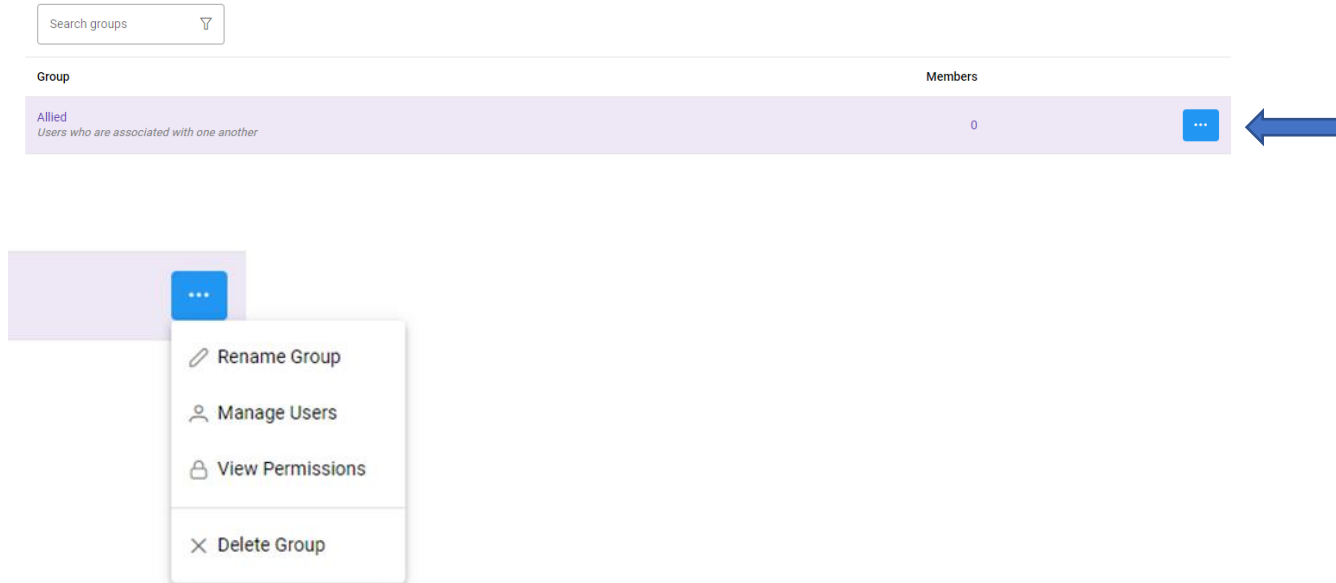 Search groups
Group Members
Allied
Users who are associated with one another
0
...
...
Rename Group
Manage Users
View Permissions
Delete Group